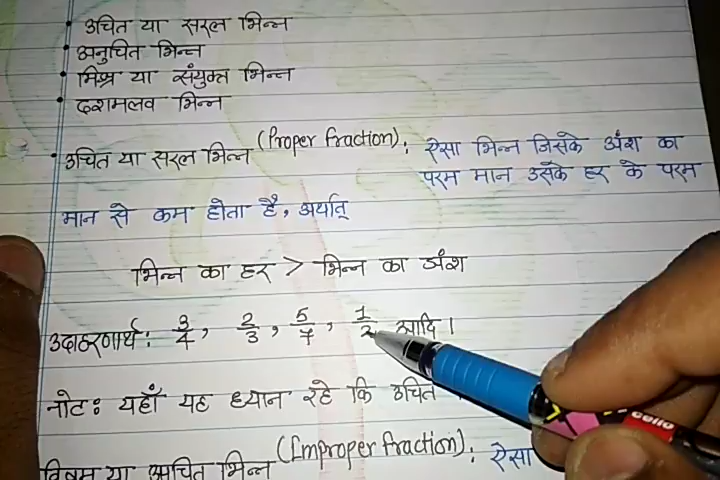 • उचित या सरल भिन्न
• अनुचित भिन्न
• मिश्र या संयुक्त भिन्न
• दशमलव भिन्न
• उचित या सरल भिन्न (Proper fraction): ऐसा भिन्न जिसके अंश का
परम मान उसके हर के परम
मान से कम होता है, अर्थात्
भिन्न का हर > भिन्न का अंश
उदाहरणार्थ: 3/4, 2/3, 5/7, 1/2 आदि।
नोट: यहाँ यह ध्यान रहे कि उचित
विषम या अनुचित भिन्न (Improper fraction): ऐसा
cello